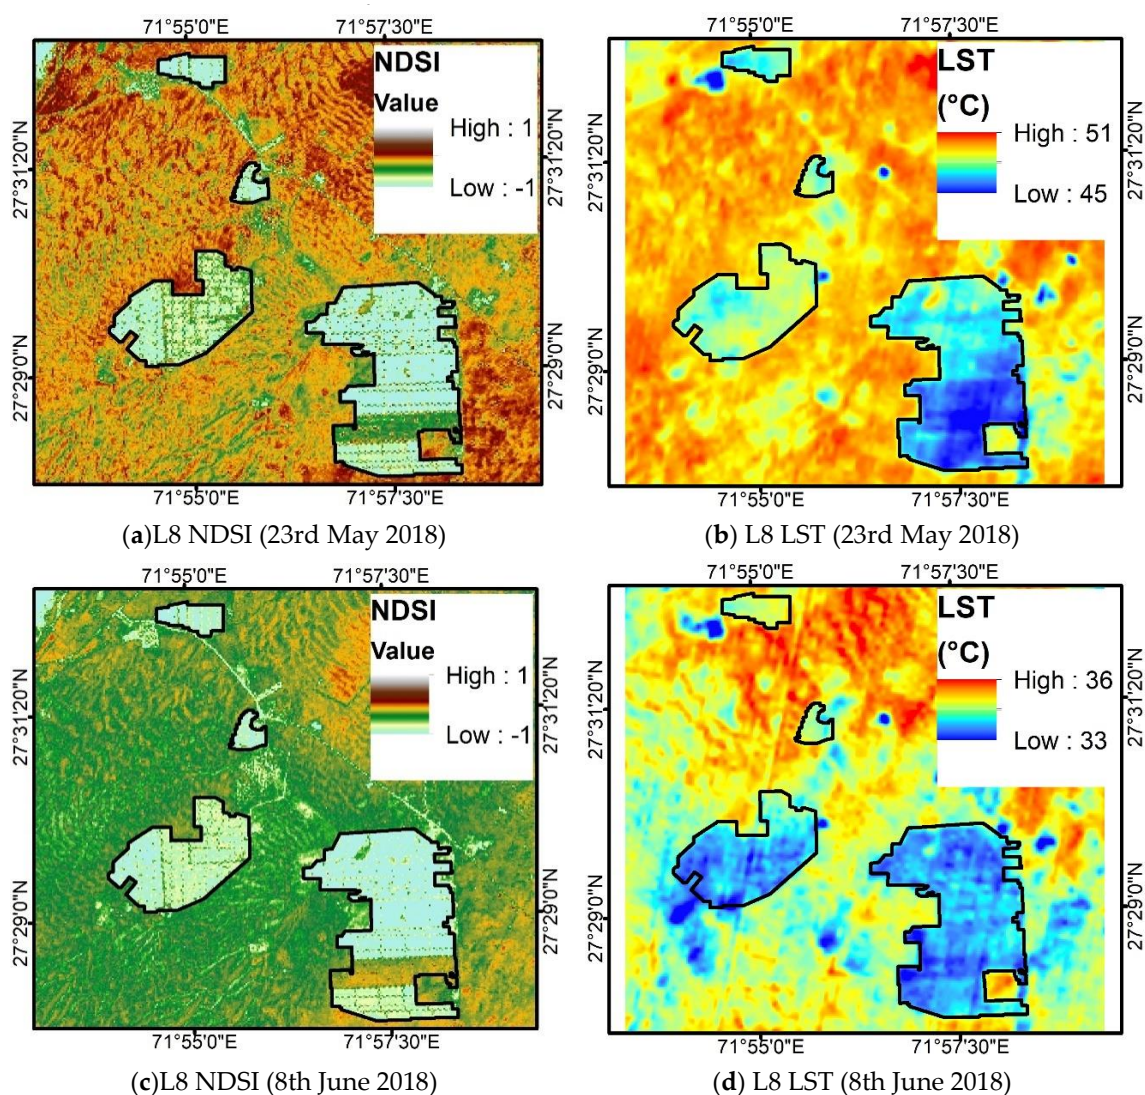 71°55'0"E 71°57'30"E
NDSI
Value
High : 1
Low : -1
27°31'20"N
27°29'0"N
27°31'20"N
27°29'0"N
71°55'0"E 71°57'30"E
(a)L8 NDSI (23rd May 2018)
71°55'0"E 71°57'30"E
LST
(°C)
High : 51
Low : 45
27°31'20"N
27°29'0"N
27°31'20"N
27°29'0"N
71°55'0"E 71°57'30"E
(b) L8 LST (23rd May 2018)
71°55'0"E 71°57'30"E
NDSI
Value
High : 1
Low : -1
27°31'20"N
27°29'0"N
27°31'20"N
27°29'0"N
71°55'0"E 71°57'30"E
(c)L8 NDSI (8th June 2018)
71°55'0"E 71°57'30"E
LST
(°C)
High : 36
Low : 33
27°31'20"N
27°29'0"N
27°31'20"N
27°29'0"N
71°55'0"E 71°57'30"E
(d) L8 LST (8th June 2018)